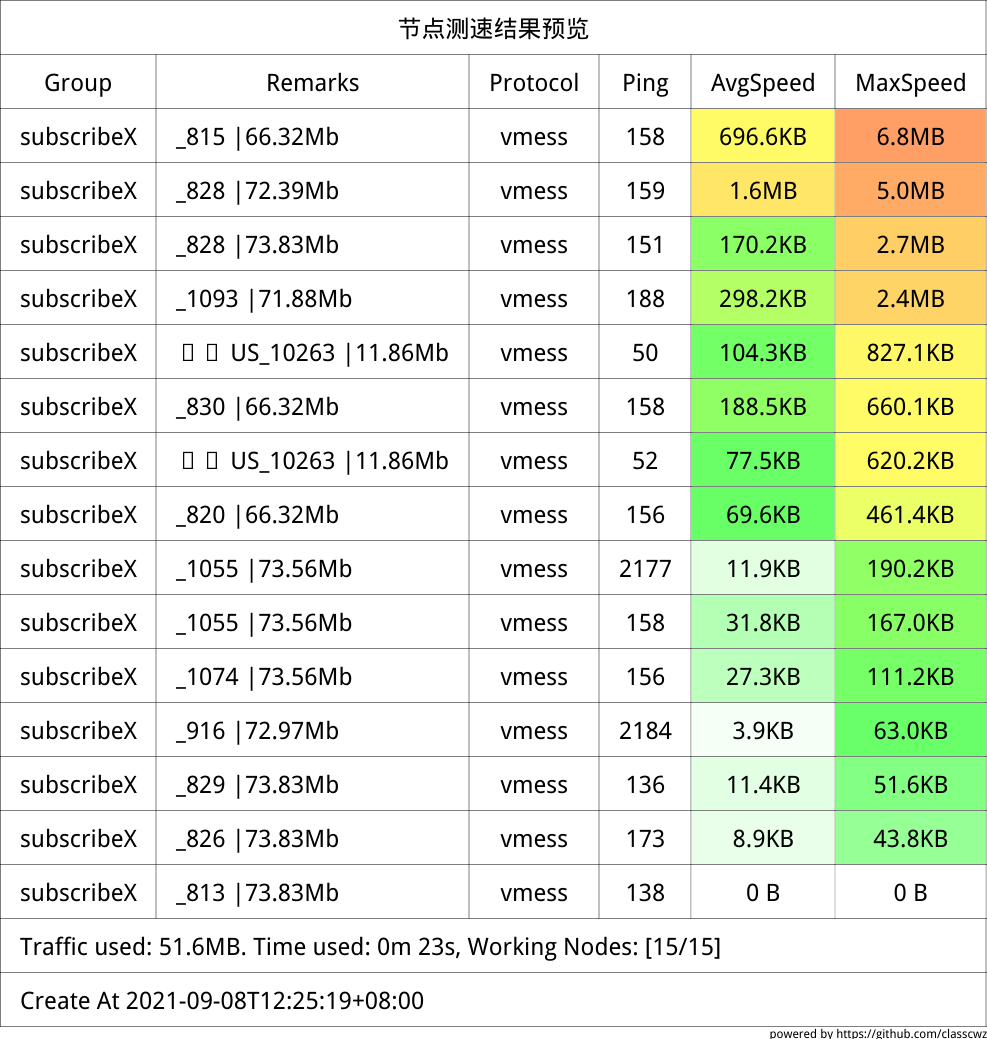 节点测速结果预览
Group Remarks Protocol Ping AvgSpeed MaxSpeed
subscribeX _815 |66.32Mb vmess 158 696.6KB 6.8MB
subscribeX _828 |72.39Mb vmess 159 1.6MB 5.0MB
subscribeX _828 |73.83Mb vmess 151 170.2KB 2.7MB
subscribeX _1093 |71.88Mb vmess 188 298.2KB 2.4MB
subscribeX US_10263 |11.86Mb vmess 50 104.3KB 827.1KB
subscribeX _830 |66.32Mb vmess 158 188.5KB 660.1KB
subscribeX US_10263 |11.86Mb vmess 52 77.5KB 620.2KB
subscribeX _820 |66.32Mb vmess 156 69.6KB 461.4KB
subscribeX _1055 |73.56Mb vmess 2177 11.9KB 190.2KB
subscribeX _1055 |73.56Mb vmess 158 31.8KB 167.0KB
subscribeX _1074 |73.56Mb vmess 156 27.3KB 111.2KB
subscribeX _916 |72.97Mb vmess 2184 3.9KB 63.0KB
subscribeX _829 |73.83Mb vmess 136 11.4KB 51.6KB
subscribeX _826 |73.83Mb vmess 173 8.9KB 43.8KB
subscribeX _813 |73.83Mb vmess 138 0 B 0 B
Traffic used: 51.6MB. Time used: 0m 23s, Working Nodes: [15/15]
Create At 2021-09-08T12:25:19+08:00
powered by https://github.com/classcwz